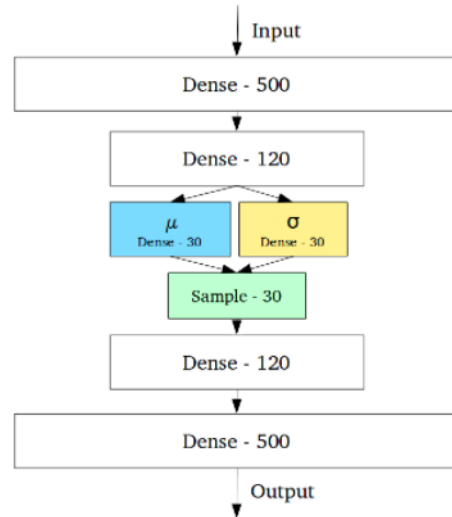 Input
Dense - 500
Dense - 120
μ
Dense - 30
σ
Dense - 30
Sample - 30
Dense - 120
Dense - 500
Output